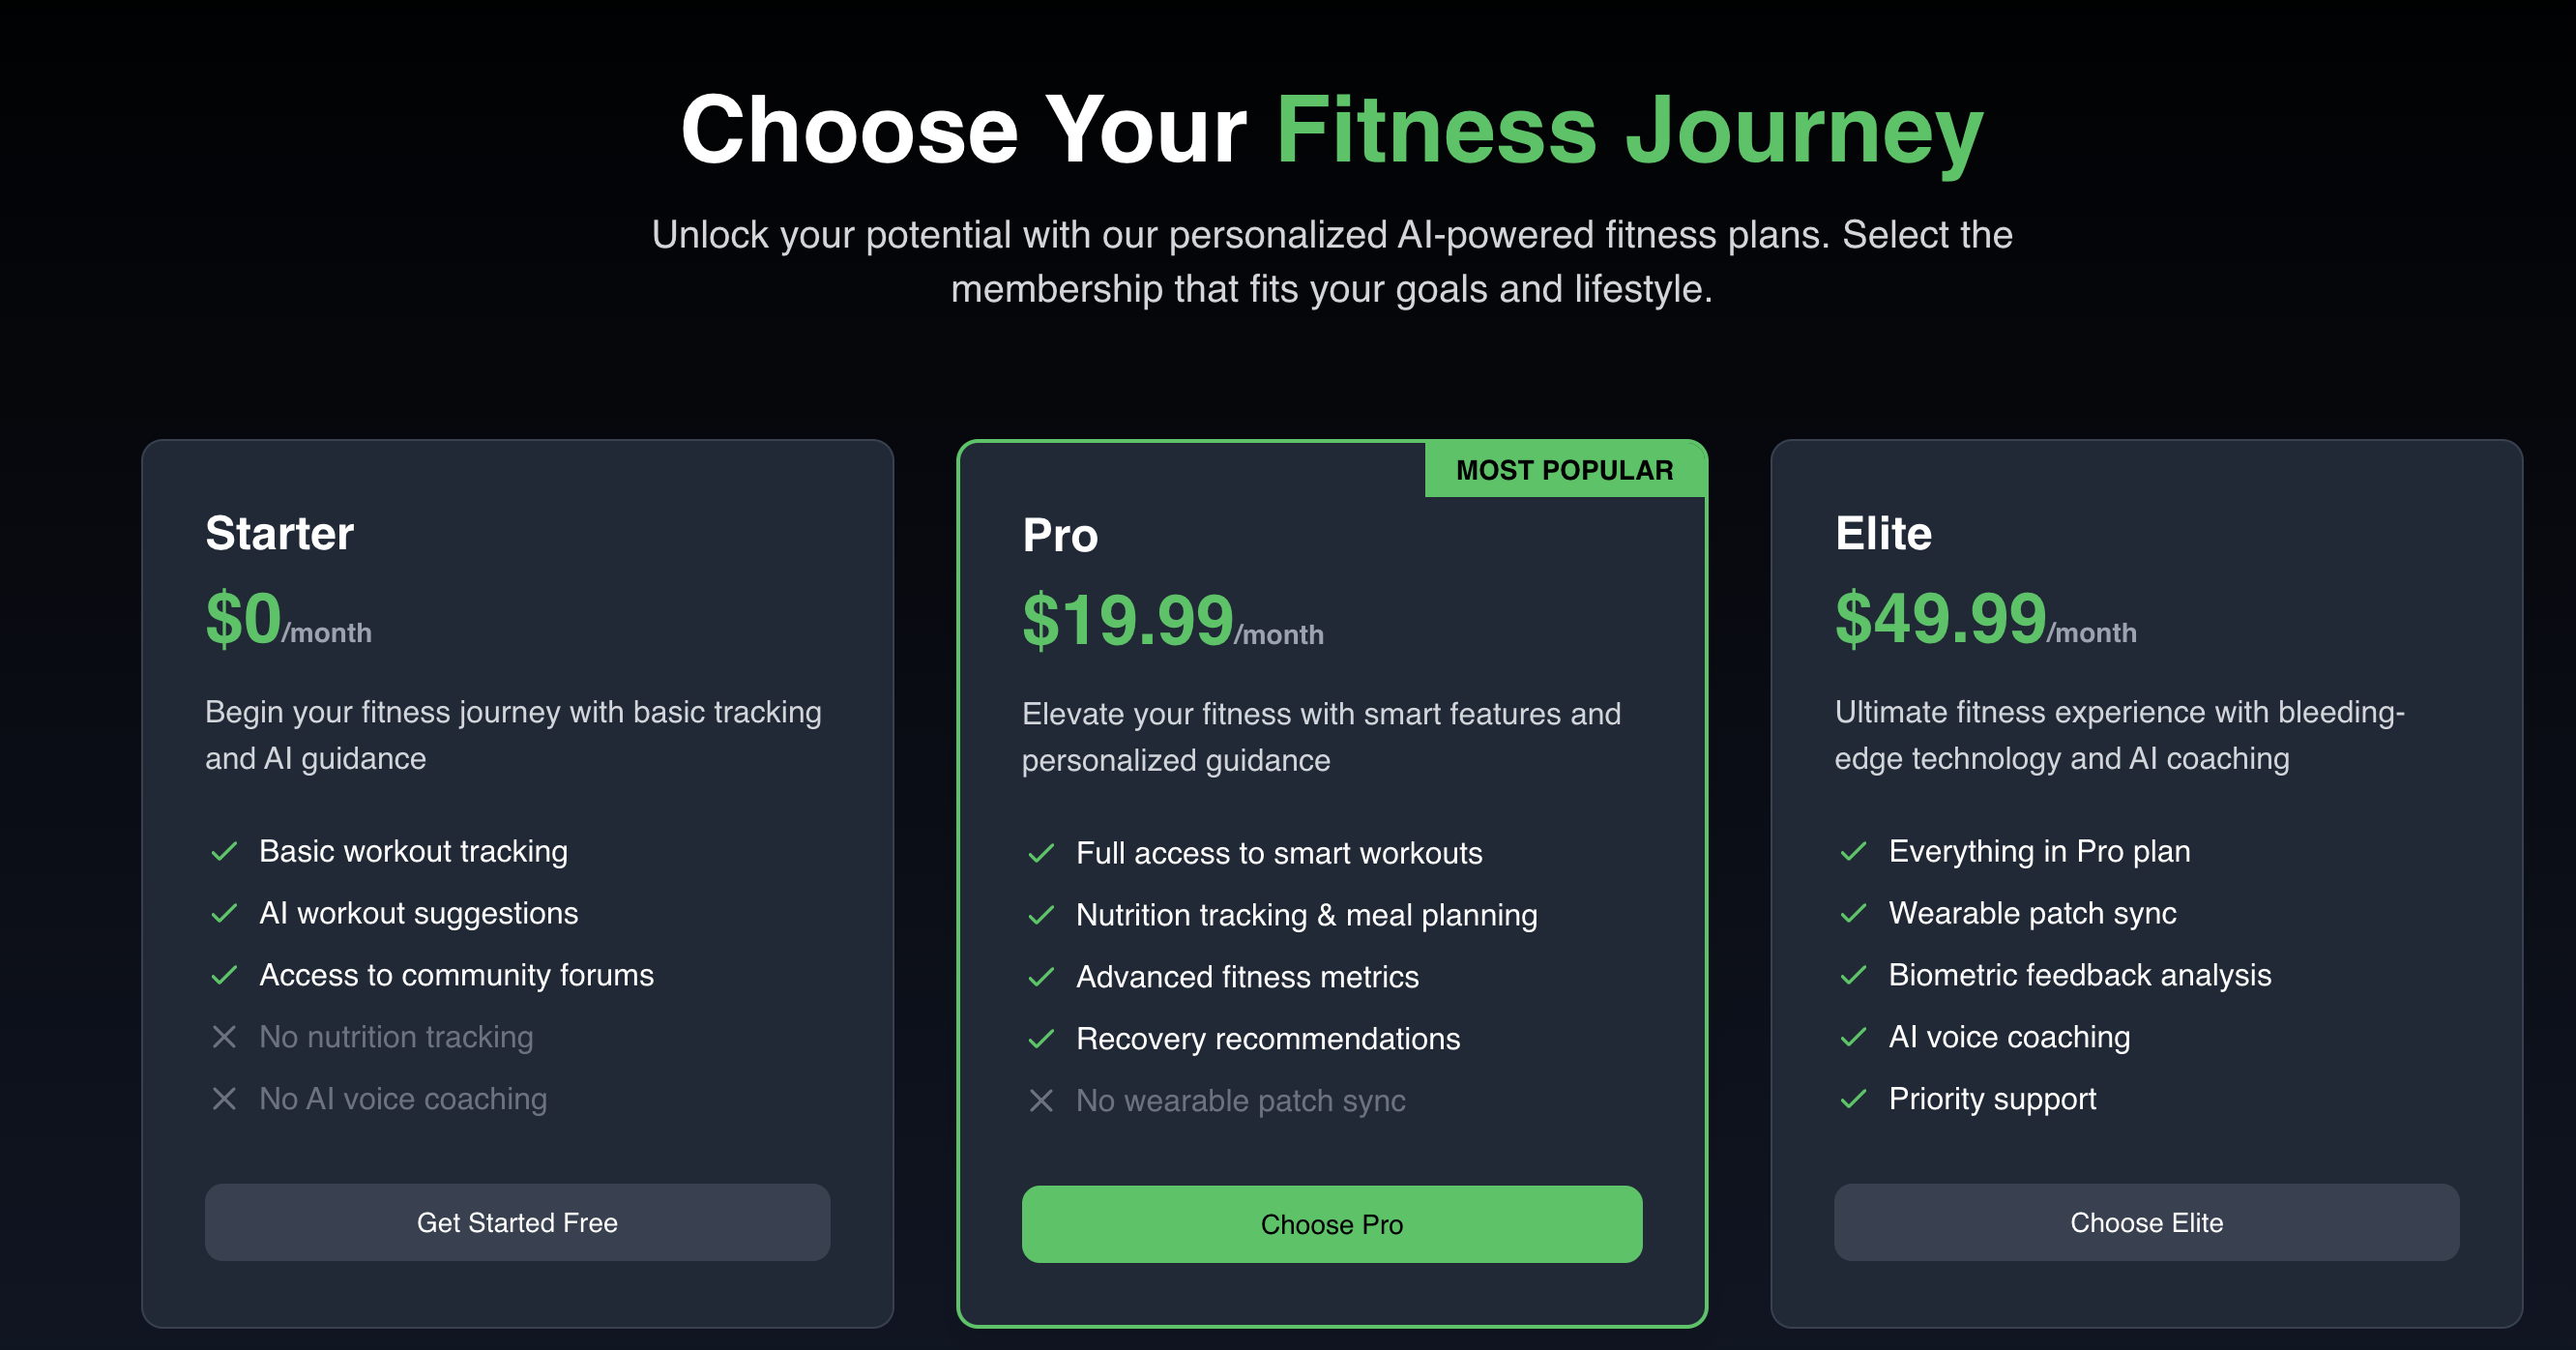 Choose Your Fitness Journey
Unlock your potential with our personalized AI-powered fitness plans. Select the
membership that fits your goals and lifestyle.
Starter
$0/month
Begin your fitness journey with basic tracking
and AI guidance
Basic workout tracking
AI workout suggestions
Access to community forums
No nutrition tracking
No AI voice coaching
Get Started Free
MOST POPULAR
Pro
$19.99/month
Elevate your fitness with smart features and
personalized guidance
Full access to smart workouts
Nutrition tracking & meal planning
Advanced fitness metrics
Recovery recommendations
No wearable patch sync
Choose Pro
Elite
$49.99/month
Ultimate fitness experience with bleeding-
edge technology and AI coaching
Everything in Pro plan
Wearable patch sync
Biometric feedback analysis
AI voice coaching
Priority support
Choose Elite